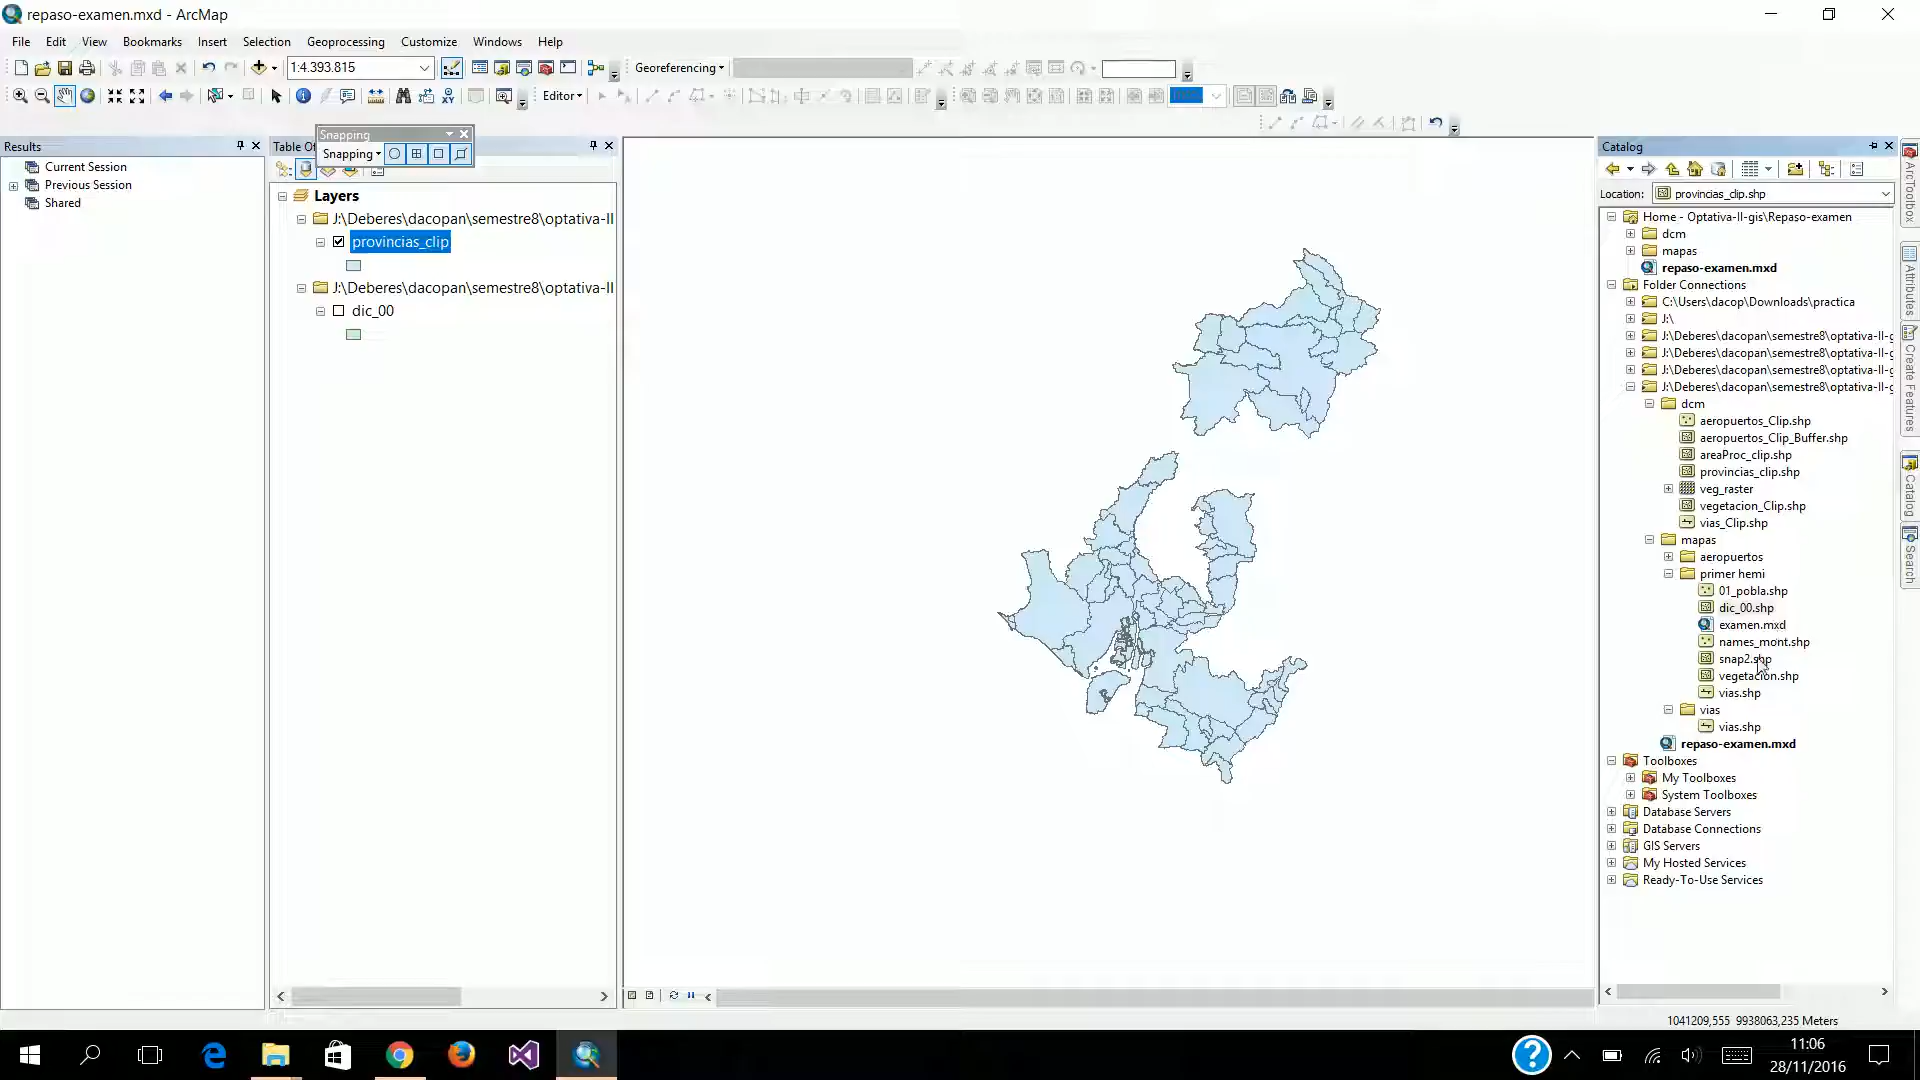 repaso-examen.mxd - ArcMap
File Edit View Bookmarks Insert Selection Geoprocessing Customize Windows Help
1:4.393.815
Georeferencing
Editor
Results
Current Session
Previous Session
Shared
Snapping
Table Of
Snapping
Layers
J:\Deberes\dacopan\semestre8\optativa-II
provincias_clip
J:\Deberes\dacopan\semestre8\optativa-II
dic_00
Catalog
Location: provincias_clip.shp
Home - Optativa-II-gis\Repaso-examen
dcm
mapas
repaso-examen.mxd
Folder Connections
C:\Users\dacop\Downloads\practica
J:\
J:\Deberes\dacopan\semestre8\optativa-II-g
J:\Deberes\dacopan\semestre8\optativa-II-g
J:\Deberes\dacopan\semestre8\optativa-II-g
J:\Deberes\dacopan\semestre8\optativa-II-g
dcm
aeropuertos_Clip.shp
aeropuertos_Clip_Buffer.shp
areaProc_clip.shp
provincias_clip.shp
veg_raster
vegetacion_Clip.shp
vias_Clip.shp
mapas
aeropuertos
primer hemi
01_pobla.shp
dic_00.shp
examen.mxd
names_mont.shp
snap2.shp
vegetacion.shp
vias.shp
vias
vias.shp
repaso-examen.mxd
Toolboxes
My Toolboxes
System Toolboxes
Database Servers
Database Connections
GIS Servers
My Hosted Services
Ready-To-Use Services
ArcToolbox
Attributes
Create Features
Catalog
Search
1041209,555 9938063,235 Meters
11:06
28/11/2016